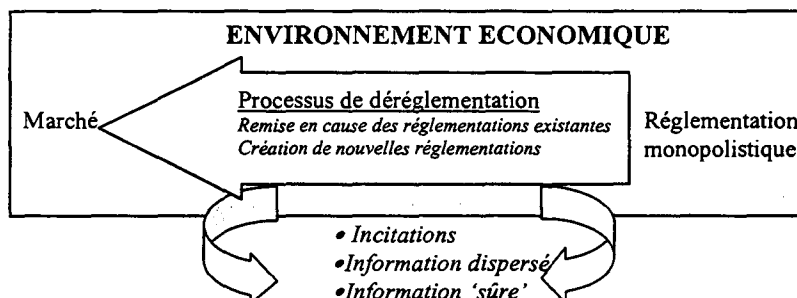 ENVIRONNEMENT ECONOMIQUE
Processus de déréglementation
Marché
Remise en cause des réglementations existantes
Réglementation
Création de nouvelles réglementations
monopolistique
• Incitations
•Information dispersé
•Information ‘sûre’